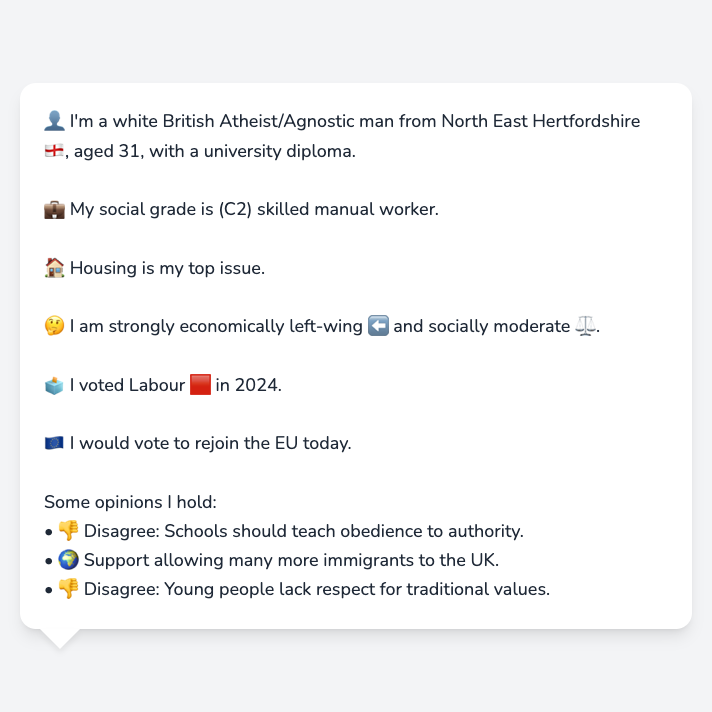 👤 I'm a white British Atheist/Agnostic man from North East Hertfordshire
🏴󠁧󠁢󠁥󠁮󠁧󠁿, aged 31, with a university diploma.
💼 My social grade is (C2) skilled manual worker.
🏠 Housing is my top issue.
🤔 I am strongly economically left-wing ⬅️ and socially moderate ⚖️.
🗳️ I voted Labour 🟥 in 2024.
🇪🇺 I would vote to rejoin the EU today.
Some opinions I hold:
• 👎 Disagree: Schools should teach obedience to authority.
• 🌍 Support allowing many more immigrants to the UK.
• 👎 Disagree: Young people lack respect for traditional values.